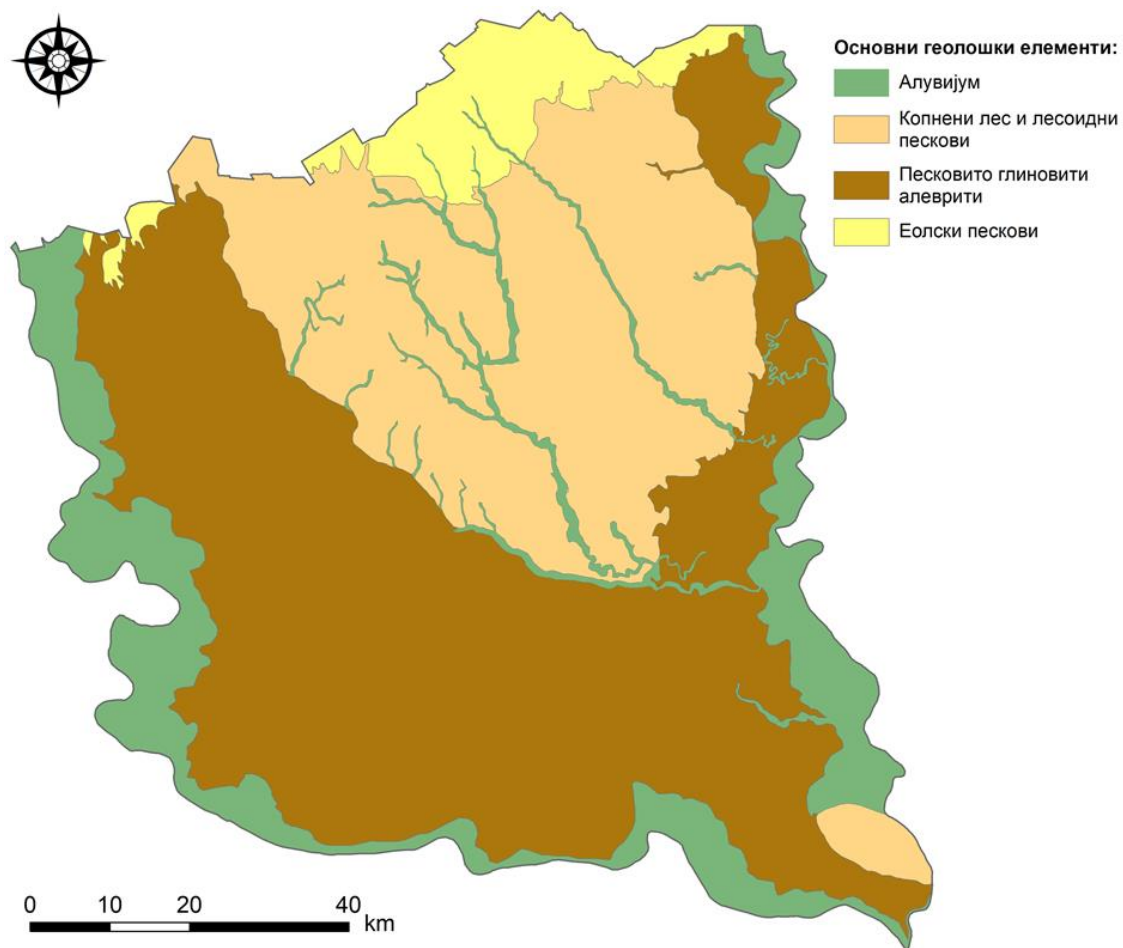 Основни геолошки елементи:
Алувијум
Копнени лес и лесоидни
пескови
Песковито глиновити
алеврити
Еолски пескови
0 10 20 40
km